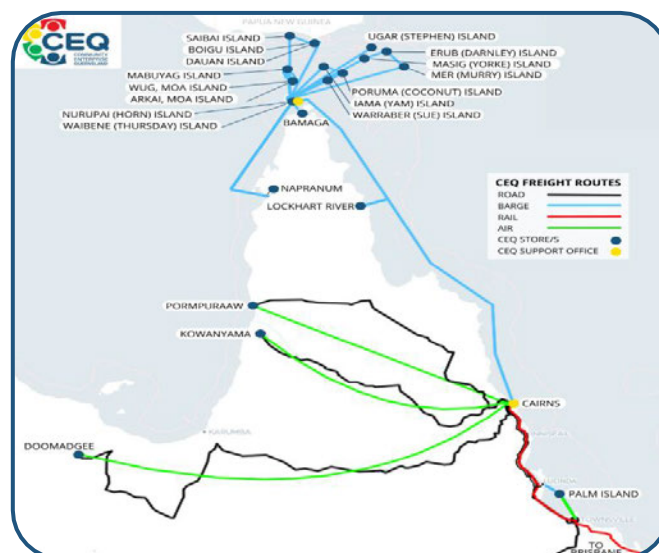 PAPUA NEW GUINEA
CEQ
COMMUNITY
ENTERPRISE
QUEENSLAND
SAIBAI ISLAND
BOIGU ISLAND
DAUAN ISLAND
MABUYAG ISLAND
WUG, MOA ISLAND
ARKAI, MOA ISLAND
NURUPAI (HORN) ISLAND
WAIBENE (THURSDAY) ISLAND
UGAR (STEPHEN) ISLAND
ERUB (DARNLEY) ISLAND
MASIG (YORKE) ISLAND
MER (MURRY) ISLAND
PORUMA (COCONUT) ISLAND
IAMA (YAM) ISLAND
WARRABER (SUE) ISLAND
BAMAGA
NAPRANUM
LOCKHART RIVER
CEQ FREIGHT ROUTES
ROAD
BARGE
RAIL
AIR
CEQ STORE/S
CEQ SUPPORT OFFICE
PORMPURAAW
KOWANYAMA
CAIRNS
KARUMBA
DOOMADGEE
INNISFAIL
PALM ISLAND
TOWNSVILLE
TO
BRISBANE